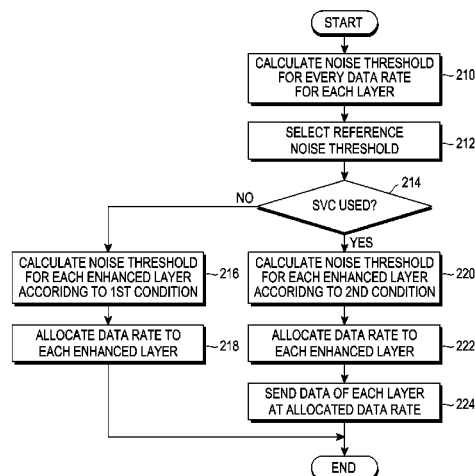 START
CALCULATE NOISE THRESHOLD
FOR EVERY DATA RATE
FOR EACH LAYER
210
SELECT REFERENCE
NOISE THRESHOLD
212
214
SVC USED?
NO
YES
CALCULATE NOISE THRESHOLD
FOR EACH ENHANCED LAYER
ACCORIDNG TO 1ST CONDITION
216
CALCULATE NOISE THRESHOLD
FOR EACH ENHANCED LAYER
ACCORIDNG TO 2ND CONDITION
220
ALLOCATE DATA RATE TO
EACH ENHANCED LAYER
218
ALLOCATE DATA RATE TO
EACH ENHANCED LAYER
222
SEND DATA OF EACH LAYER
AT ALLOCATED DATA RATE
224
END